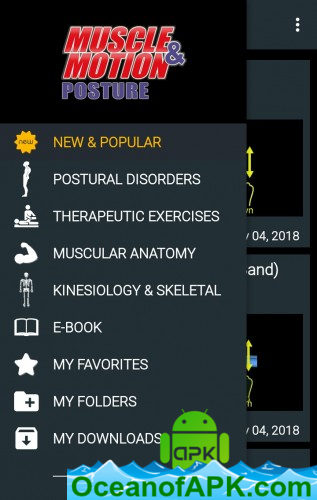 MUSCLE
& MOTION
POSTURE
new
NEW & POPULAR
POSTURAL DISORDERS
THERAPEUTIC EXERCISES
MUSCULAR ANATOMY
KINESIOLOGY & SKELETAL
E-BOOK
MY FAVORITES
MY FOLDERS
MY DOWNLOADS
04, 2018
and)
04, 2018
apk
OceanofAPK.com